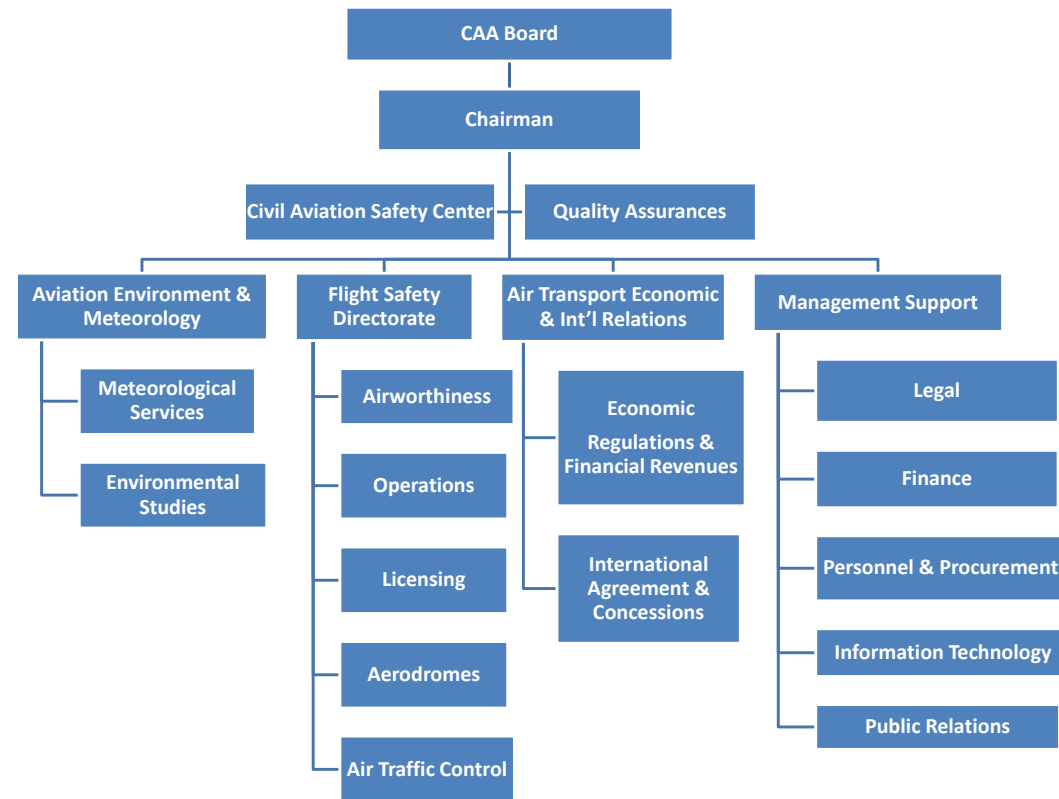 CAA Board
Chairman
Civil Aviation Safety Center
Quality Assurances
Aviation Environment &
Meteorology
Meteorological
Services
Environmental
Studies
Flight Safety
Directorate
Airworthiness
Operations
Licensing
Aerodromes
Air Traffic Control
Air Transport Economic
& Int’l Relations
Economic
Regulations &
Financial Revenues
International
Agreement &
Concessions
Management Support
Legal
Finance
Personnel & Procurement
Information Technology
Public Relations